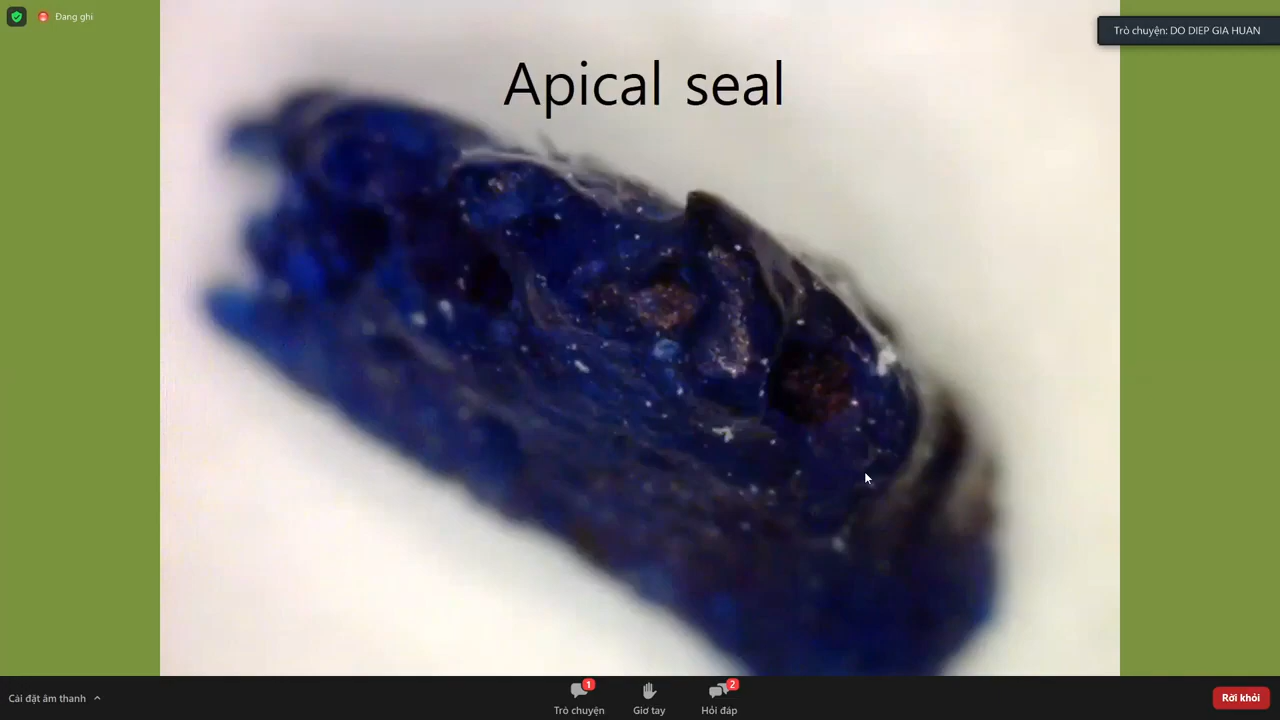 Đang ghi
Trò chuyện: DO DIEP GIA HUAN
Apical seal
Cài đặt âm thanh
1
Trò chuyện
Giơ tay
2
Hỏi đáp
Rời khỏi